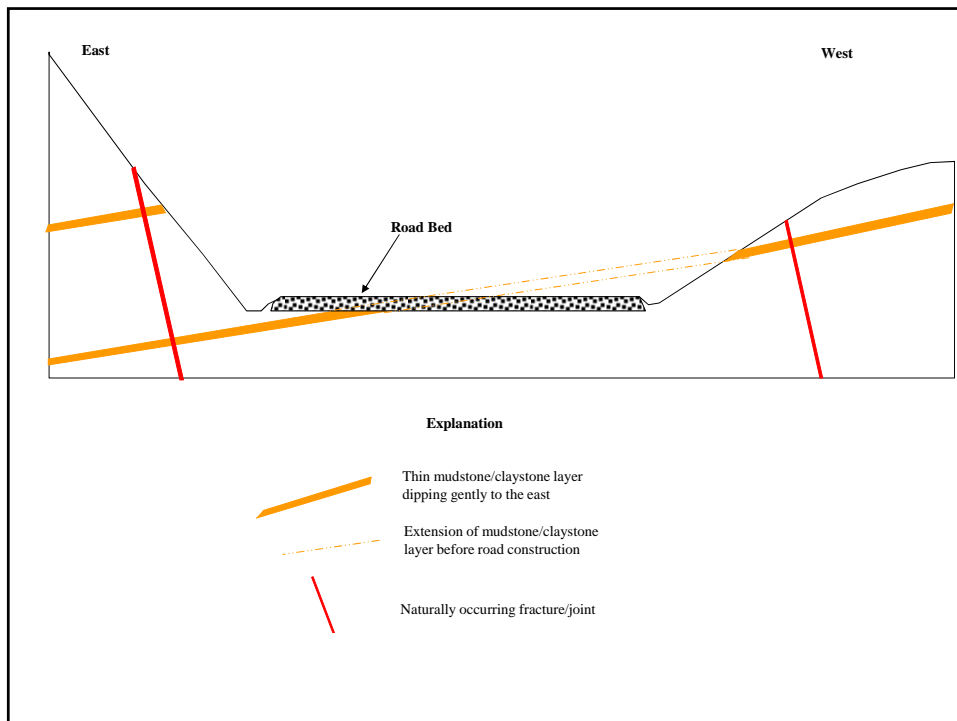 East
West
Road Bed
Explanation
Thin mudstone/claystone layer
dipping gently to the east
Extension of mudstone/claystone
layer before road construction
Naturally occurring fracture/joint